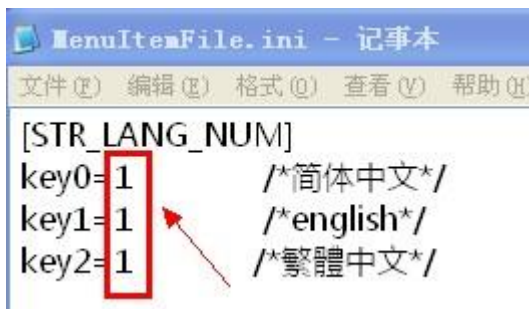 MenuItemFile.ini - 记事本
文件(F) 编辑(E) 格式(O) 查看(V) 帮助(H
[STR_LANG_NUM]
key0=1 /*简体中文*/
key1=1 /*english*/
key2=1 /*繁體中文*/